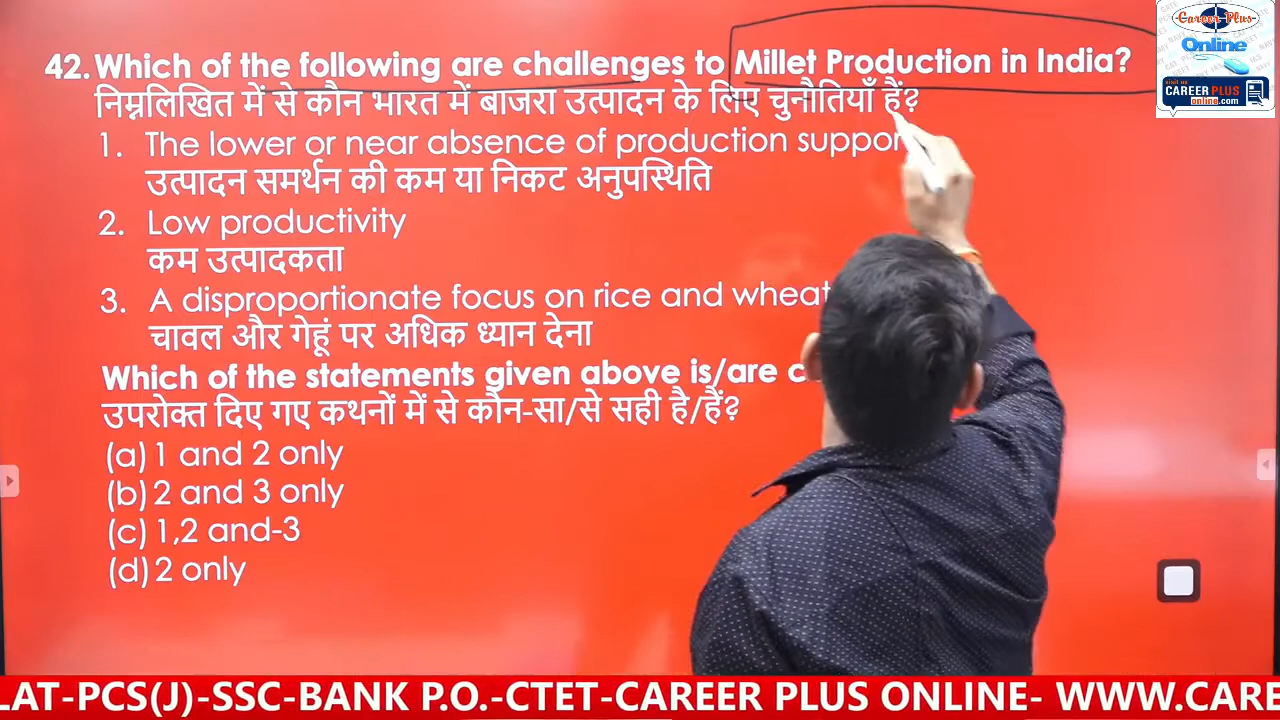 Career Plus
Online
visit us
CAREER PLUS
online.com
42. Which of the following are challenges to Millet Production in India?
निम्नलिखित में से कौन भारत में बाजरा उत्पादन के लिए चुनौतियाँ हैं?
1. The lower or near absence of production suppor
उत्पादन समर्थन की कम या निकट अनुपस्थिति
2. Low productivity
कम उत्पादकता
3. A disproportionate focus on rice and wheat
चावल और गेहूं पर अधिक ध्यान देना
Which of the statements given above is/are
उपरोक्त दिए गए कथनों में से कौन-सा/से सही है/हैं?
(a) 1 and 2 only
(b) 2 and 3 only
(c) 1,2 and-3
(d) 2 only
LAT-PCS(J)-SSC-BANK P.O.-CTET-CAREER PLUS ONLINE- WWW.CARE